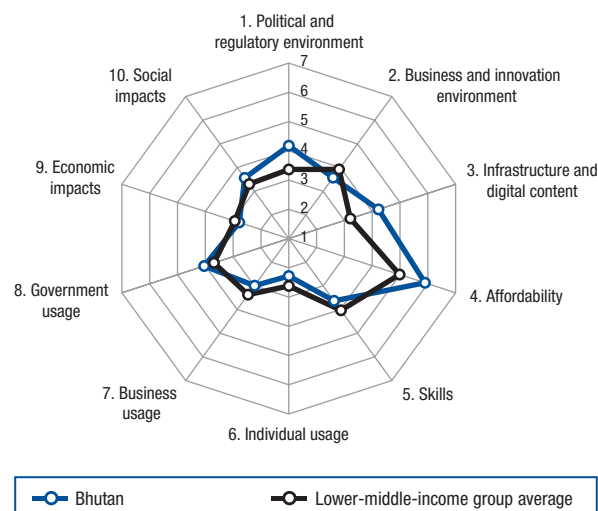 1. Political and
regulatory environment
2. Business and innovation
environment
3. Infrastructure and
digital content
4. Affordability
5. Skills
6. Individual usage
7. Business
usage
8. Government
usage
9. Economic
impacts
10. Social
impacts
7
6
5
4
3
2
1
Bhutan
Lower-middle-income group average